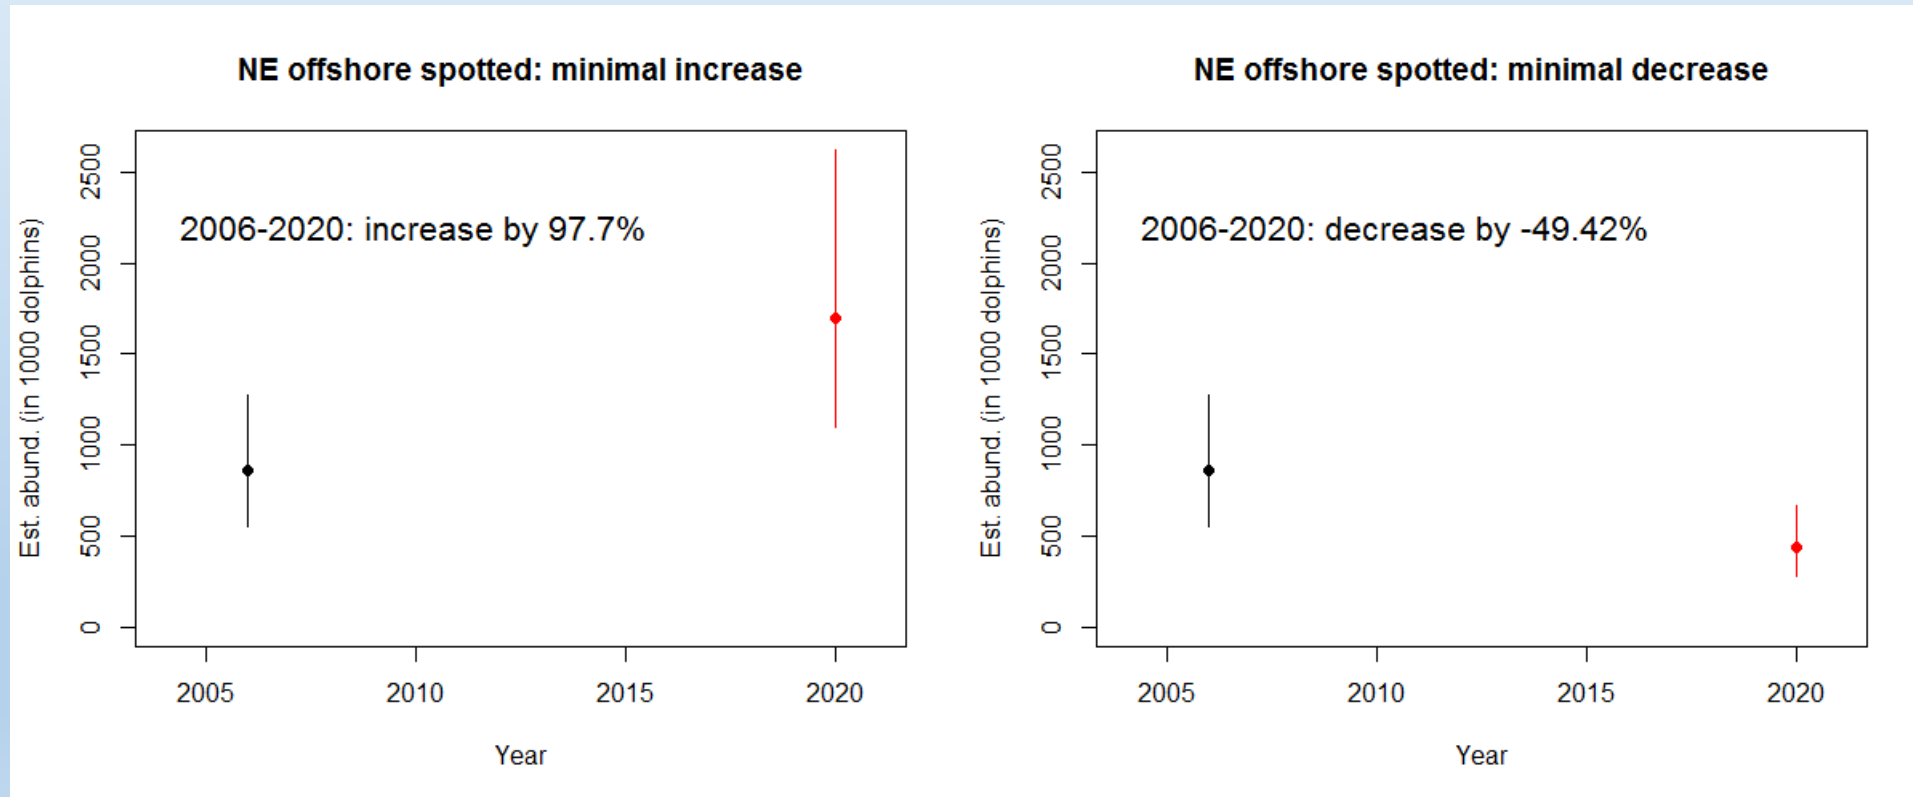 NE offshore spotted: minimal increase
2006-2020: increase by 97.7%
Est. abund. (in 1000 dolphins)
2500
2000
1500
1000
500
0
2005 2010 2015 2020
Year
NE offshore spotted: minimal decrease
2006-2020: decrease by -49.42%
Est. abund. (in 1000 dolphins)
2500
2000
1500
1000
500
0
2005 2010 2015 2020
Year